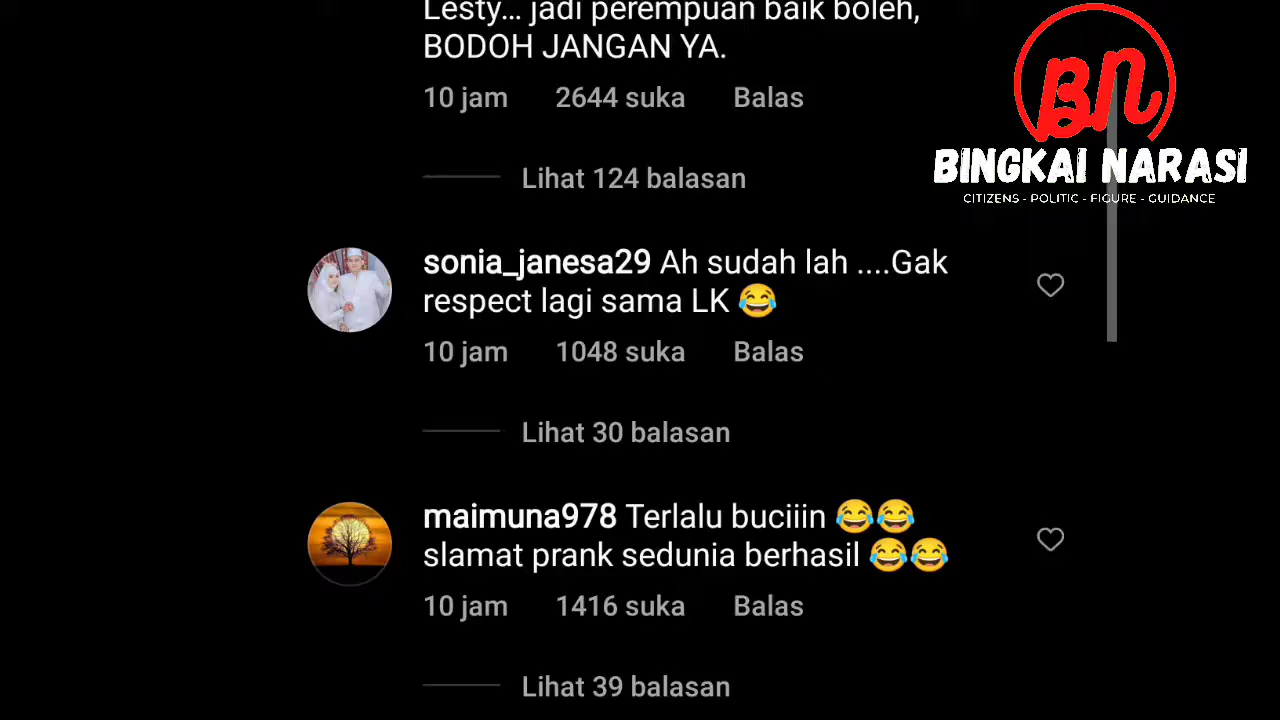 Lesty... jadi perempuan baik boleh,
BODOH JANGAN YA.
10 jam 2644 suka Balas
Lihat 124 balasan
BN
BINGKAI NARASI
CITIZENS - POLITIC - FIGURE - GUIDANCE
sonia_janesa29 Ah sudah lah ....Gak
respect lagi sama LK 😂
10 jam 1048 suka Balas
Lihat 30 balasan
maimuna978 Terlalu buciiin 😂😂
slamat prank sedunia berhasil 😂😂
10 jam 1416 suka Balas
Lihat 39 balasan